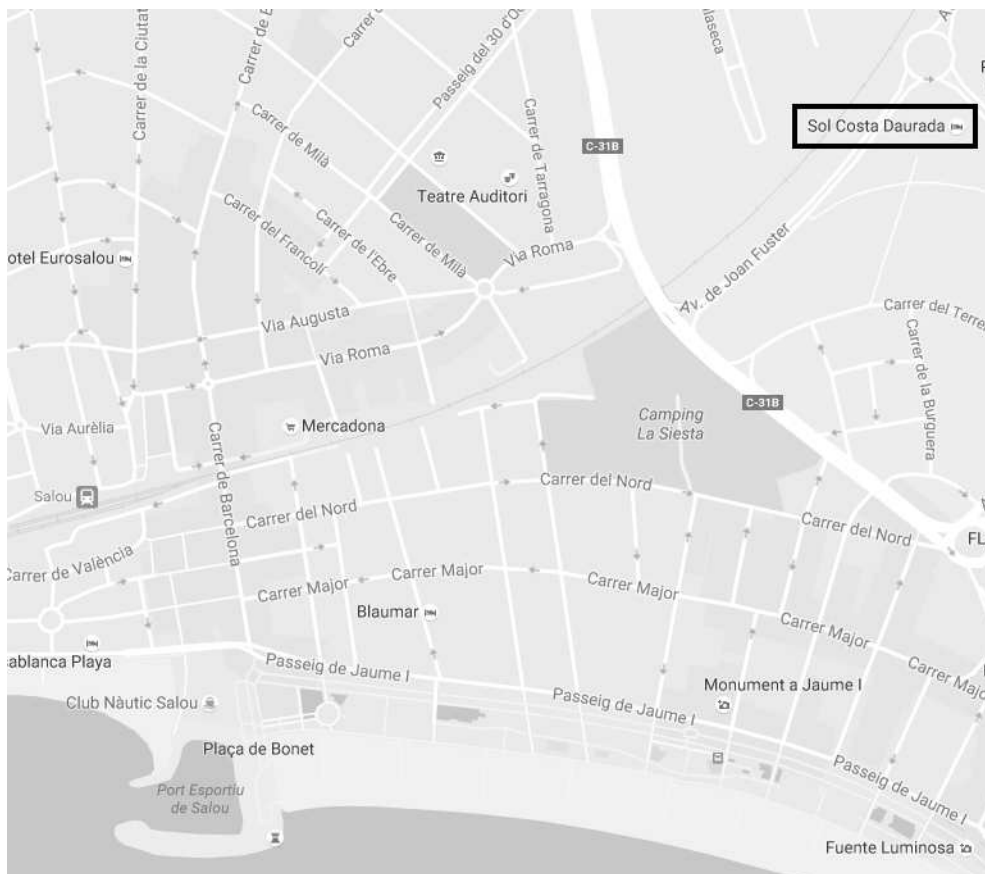 Carrer de la Ciutat
Carrer de
Passeig del 30 d'Oc
C-31B
Sol Costa Daurada
Carrer de Tarragona
Carrer de Milà
Teatre Auditori
Carrer del Francolí
Carrer de l'Ebre
Carrer de Milà
Via Roma
otel Eurosalou
Av. de Joan Fuster
Carrer del Terre
Via Augusta
Via Roma
Carrer de la Burguera
C-31B
Camping
La Siesta
Mercadona
Via Aurèlia
Salou
Carrer de Barcelona
Carrer del Nord
Carrer del Nord
Carrer del Nord
FL
Carrer de València
Carrer Major
Carrer Major
Carrer Major
Carrer Major
Carrer Major
Blaumar
ablanca Playa
Passeig de Jaume I
Passeig de Jaume I
Monument a Jaume I
Club Nàutic Salou
Plaça de Bonet
Passeig de Jaume I
Port Esportiu
de Salou
Fuente Luminosa